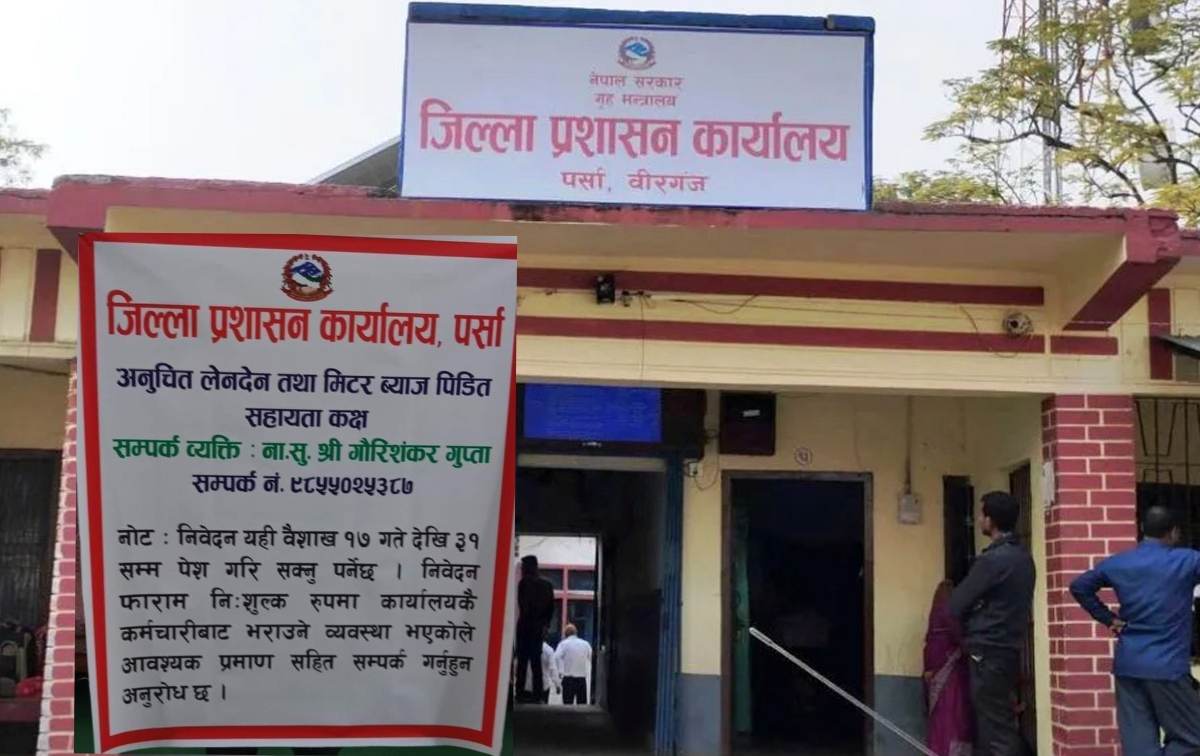 नेपाल सरकार
गृह मन्त्रालय
जिल्ला प्रशासन कार्यालय
पर्सा, वीरगंज
जिल्ला प्रशासन कार्यालय, पर्सा
अनुचित लेनदेन तथा मिटर ब्याज पिडित
सहायता कक्ष
सम्पर्क व्यक्ति : ना.सु. श्री गौरिशंकर गुप्ता
सम्पर्क नं. ९८५५०२५३८७
नोट : निवेदन यही वैशाख १७ गते देखि ३१
सम्म पेश गरि सक्नु पर्नेछ । निवेदन
फाराम नि:शुल्क रुपमा कार्यालयकै
कर्मचारीबाट भराउने व्यवस्था भएकोले
आवश्यक प्रमाण सहित सम्पर्क गर्नुहुन
अनुरोध छ ।